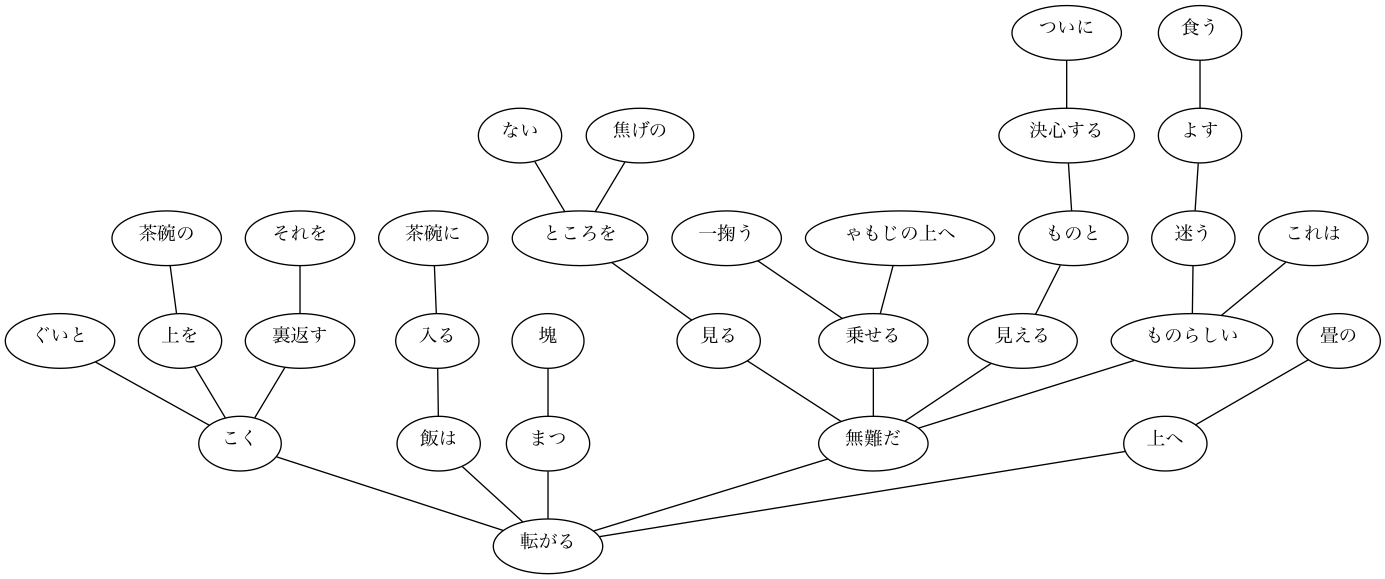 ついに
食う
ない
焦げの
決心する
よす
茶碗の
それを
茶碗に
ところを
一掬う
ゃもじの上へ
ものと
迷う
これは
ぐいと
上を
裏返す
入る
塊
見る
乗せる
見える
ものらしい
畳の
こく
飯は
まつ
無難だ
上へ
転がる